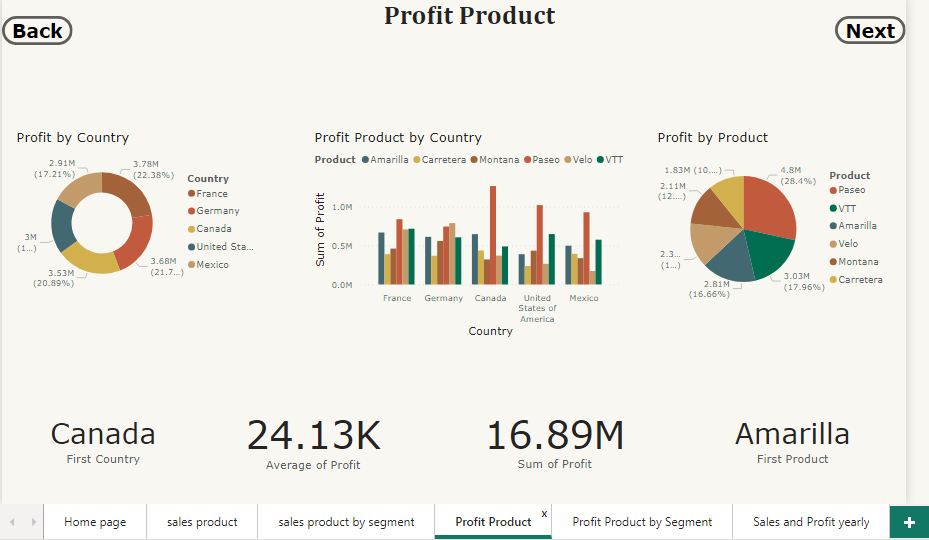 Profit Product
Back
Next
Profit by Country
2.91M
(17.21%)
3.78M
(22.38%)
3M
(1...)
3.53M
(20.89%)
3.68M
(21.7...)
Country
France
Germany
Canada
United Sta...
Mexico
Profit Product by Country
Product Amarilla Carretera Montana Paseo Velo VTT
Sum of Profit
1.0M
0.5M
0.0M
France
Germany
Canada
United
States of
America
Mexico
Country
Profit by Product
1.83M (10....)
4.8M
(28.4%)
2.11M
(12....)
2.3...
(1...)
2.81M
(16.66%)
3.03M
(17.96%)
Product
Paseo
VTT
Amarilla
Velo
Montana
Carretera
Canada
First Country
24.13K
Average of Profit
16.89M
Sum of Profit
Amarilla
First Product
Home page
sales product
sales product by segment
Profit Product x
Profit Product by Segment
Sales and Profit yearly
+